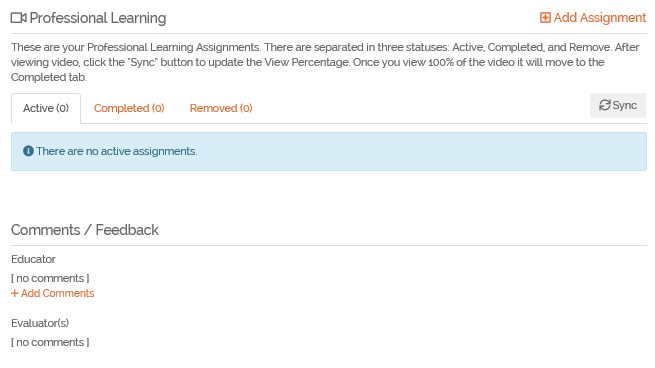 Professional Learning
Add Assignment
These are your Professional Learning Assignments. There are separated in three statuses: Active, Completed, and Remove. After
viewing video, click the "Sync" button to update the View Percentage. Once you view 100% of the video it will move to the
Completed tab.
Active (0) Completed (0) Removed (0) Sync
There are no active assignments.
Comments / Feedback
Educator
[ no comments ]
+ Add Comments
Evaluator(s)
[ no comments ]